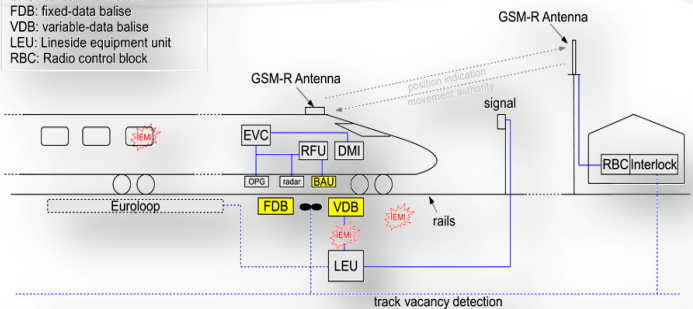 FDB: fixed-data balise
VDB: variable-data balise
LEU: Lineside equipment unit
RBC: Radio control block
GSM-R Antenna
GSM-R Antenna
position indication
movement authority
signal
EMI
EVC
RFU
DMI
RBC Interlock
OPG
radar
BAU
Euroloop
FDB
VDB
EMI
rails
EMI
LEU
track vacancy detection